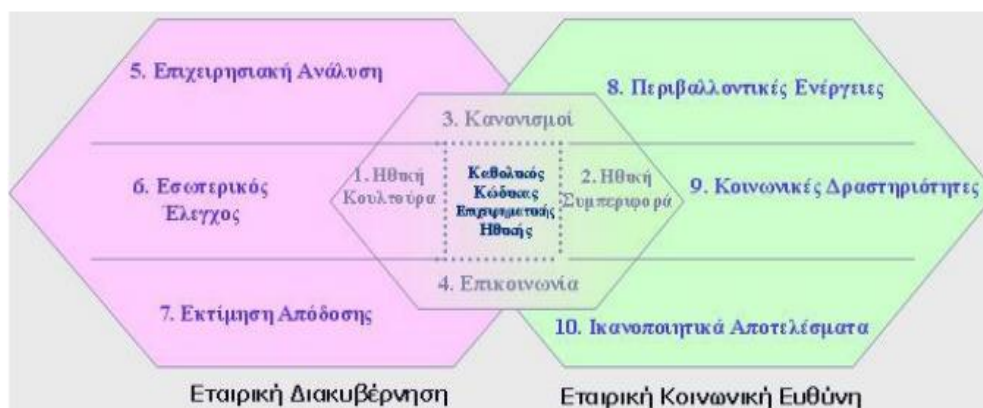 5. Επιχειρησιακή Ανάλυση
8. Περιβαλλοντικές Ενέργειες
3. Κανονισμοί
1. Ηθική
Κουλτούρα
Καθολικός
Κώδικας
Επιχειρηματικής
Ηθικής
2. Ηθική
Συμπεριφορά
6. Εσωτερικός
Έλεγχος
9. Κοινωνικές Δραστηριότητες
4. Επικοινωνία
7. Εκτίμηση Απόδοσης
10. Ικανοποιητικά Αποτελέσματα
Εταιρική Διακυβέρνηση
Εταιρική Κοινωνική Ευθύνη